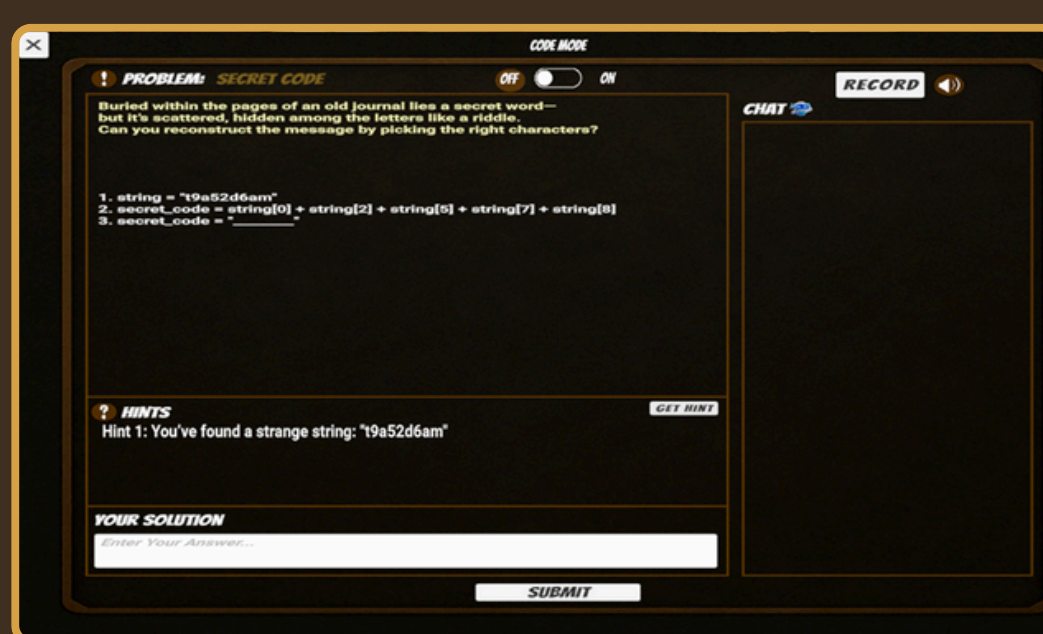 CODE MODE
! PROBLEM: SECRET CODE OFF ON
RECORD
Buried within the pages of an old journal lies a secret word—
but it's scattered, hidden among the letters like a riddle.
Can you reconstruct the message by picking the right characters?
1. string = "t9a52d6am"
2. secret_code = string[0] + string[2] + string[5] + string[7] + string[8]
3. secret_code = "________"
? HINTS
GET HINT
Hint 1: You've found a strange string: "t9a52d6am"
YOUR SOLUTION
Enter Your Answer...
SUBMIT
CHAT